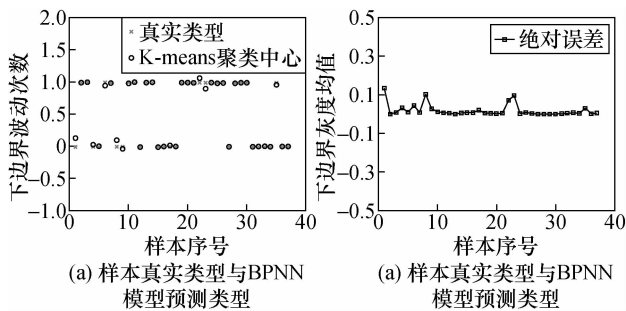 2.0
1.5
1.0
0.5
0
−0.5
−1.0
下边界波动次数
× 真实类型
○ K-means聚类中心
0 10 20 30 40
样本序号
(a) 样本真实类型与BPNN
模型预测类型
0.5
0.3
0.1
−0.1
−0.3
−0.5
下边界灰度均值
绝对误差
0 10 20 30 40
样本序号
(a) 样本真实类型与BPNN
模型预测类型